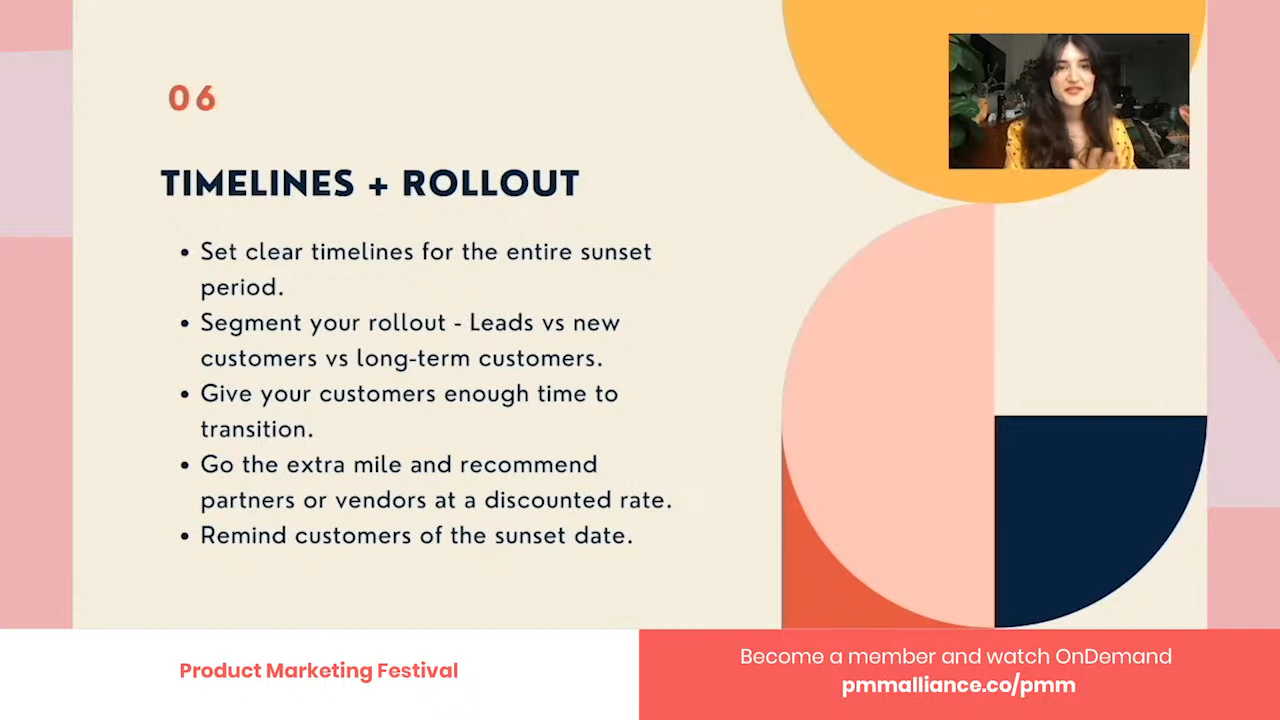 06
TIMELINES + ROLLOUT
• Set clear timelines for the entire sunset
period.
• Segment your rollout - Leads vs new
customers vs long-term customers.
• Give your customers enough time to
transition.
• Go the extra mile and recommend
partners or vendors at a discounted rate.
• Remind customers of the sunset date.
Product Marketing Festival
Become a member and watch OnDemand
pmmalliance.co/pmm